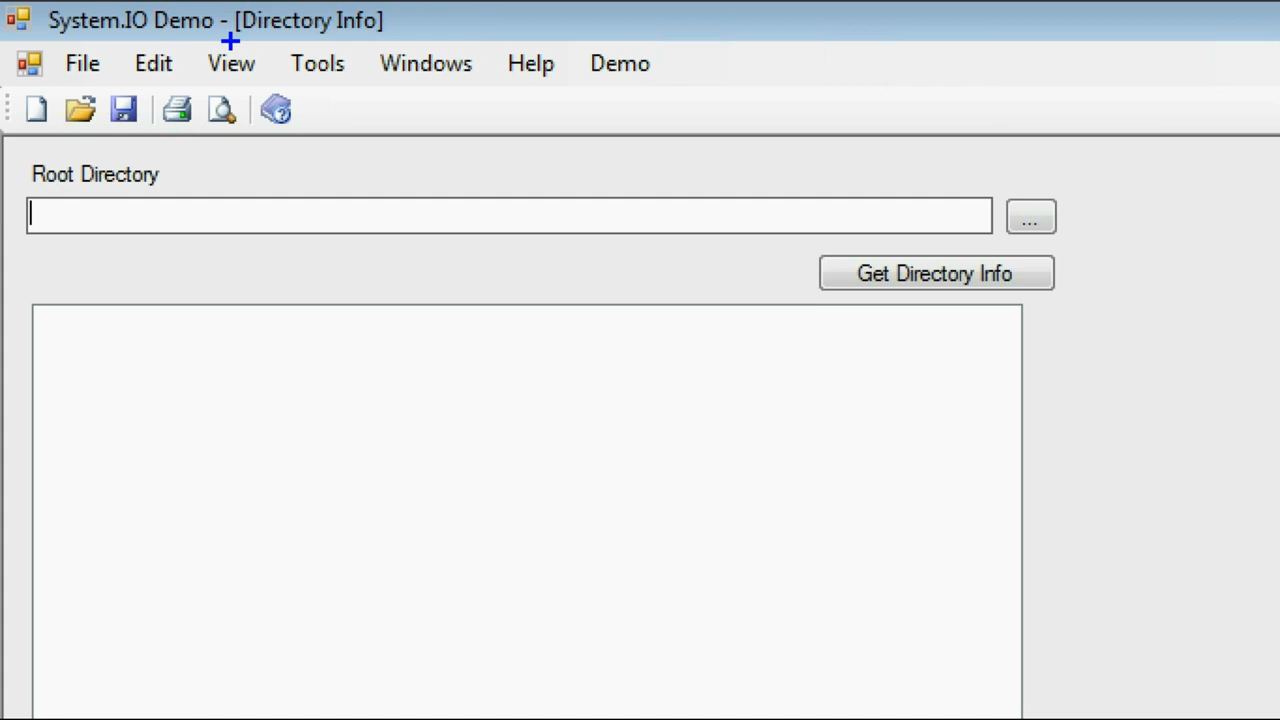 System.IO Demo - [Directory Info]
File Edit View Tools Windows Help Demo
Root Directory
...
Get Directory Info